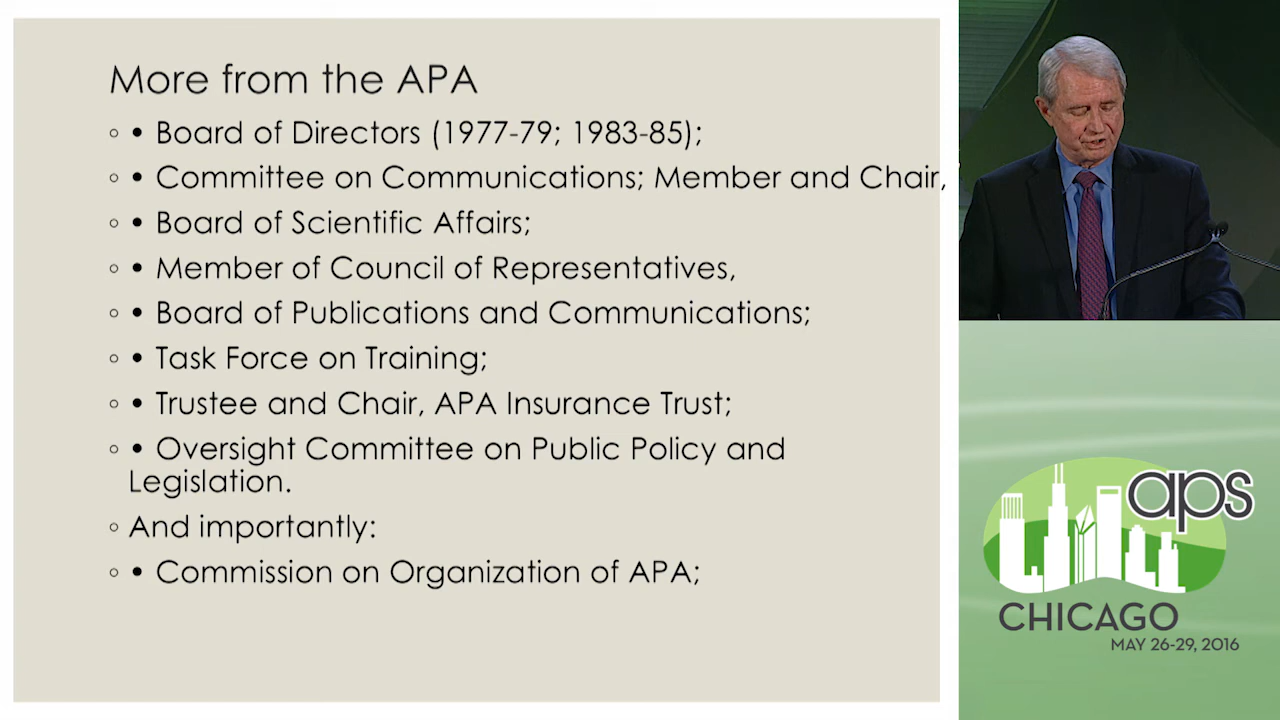 More from the APA
◦ • Board of Directors (1977-79; 1983-85);
◦ • Committee on Communications; Member and Chair,
◦ • Board of Scientific Affairs;
◦ • Member of Council of Representatives,
◦ • Board of Publications and Communications;
◦ • Task Force on Training;
◦ • Trustee and Chair, APA Insurance Trust;
◦ • Oversight Committee on Public Policy and
Legislation.
◦ And importantly:
◦ • Commission on Organization of APA;
aps
CHICAGO
MAY 26-29, 2016